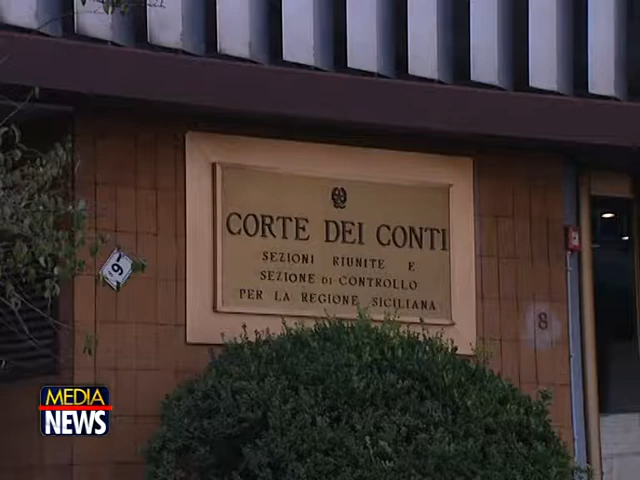 CORTE DEI CONTI
SEZIONI RIUNITE E
SEZIONE DI CONTROLLO
PER LA REGIONE SICILIANA
9
8
MEDIA
NEWS